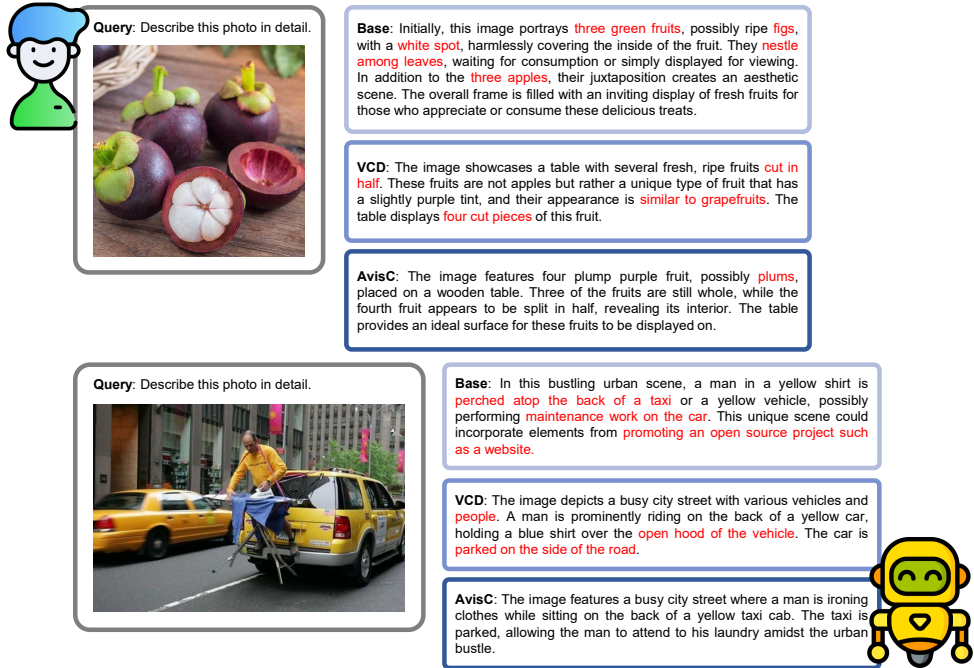 Query: Describe this photo in detail.
Base: Initially, this image portrays three green fruits, possibly ripe figs,
with a white spot, harmlessly covering the inside of the fruit. They nestle
among leaves, waiting for consumption or simply displayed for viewing.
In addition to the three apples, their juxtaposition creates an aesthetic
scene. The overall frame is filled with an inviting display of fresh fruits for
those who appreciate or consume these delicious treats.
VCD: The image showcases a table with several fresh, ripe fruits cut in
half. These fruits are not apples but rather a unique type of fruit that has
a slightly purple tint, and their appearance is similar to grapefruits. The
table displays four cut pieces of this fruit.
AvisC: The image features four plump purple fruit, possibly plums,
placed on a wooden table. Three of the fruits are still whole, while the
fourth fruit appears to be split in half, revealing its interior. The table
provides an ideal surface for these fruits to be displayed on.
Query: Describe this photo in detail.
Base: In this bustling urban scene, a man in a yellow shirt is
perched atop the back of a taxi or a yellow vehicle, possibly
performing maintenance work on the car. This unique scene could
incorporate elements from promoting an open source project such
as a website.
VCD: The image depicts a busy city street with various vehicles and
people. A man is prominently riding on the back of a yellow car,
holding a blue shirt over the open hood of the vehicle. The car is
parked on the side of the road.
AvisC: The image features a busy city street where a man is ironing
clothes while sitting on the back of a yellow taxi cab. The taxi is
parked, allowing the man to attend to his laundry amidst the urban
bustle.